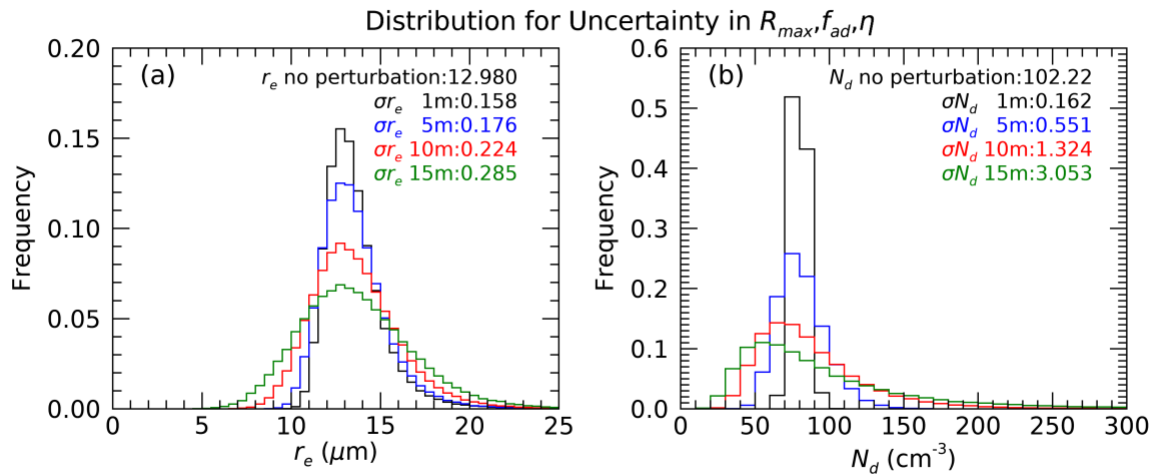 Distribution for Uncertainty in R_max,f_ad,η
(a)
r_e no perturbation:12.980
σr_e 1m:0.158
σr_e 5m:0.176
σr_e 10m:0.224
σr_e 15m:0.285
Frequency
0.20
0.15
0.10
0.05
0.00
0 5 10 15 20 25
r_e (μm)
(b)
N_d no perturbation:102.22
σN_d 1m:0.162
σN_d 5m:0.551
σN_d 10m:1.324
σN_d 15m:3.053
Frequency
0.6
0.5
0.4
0.3
0.2
0.1
0.0
0 50 100 150 200 250 300
N_d (cm⁻³)